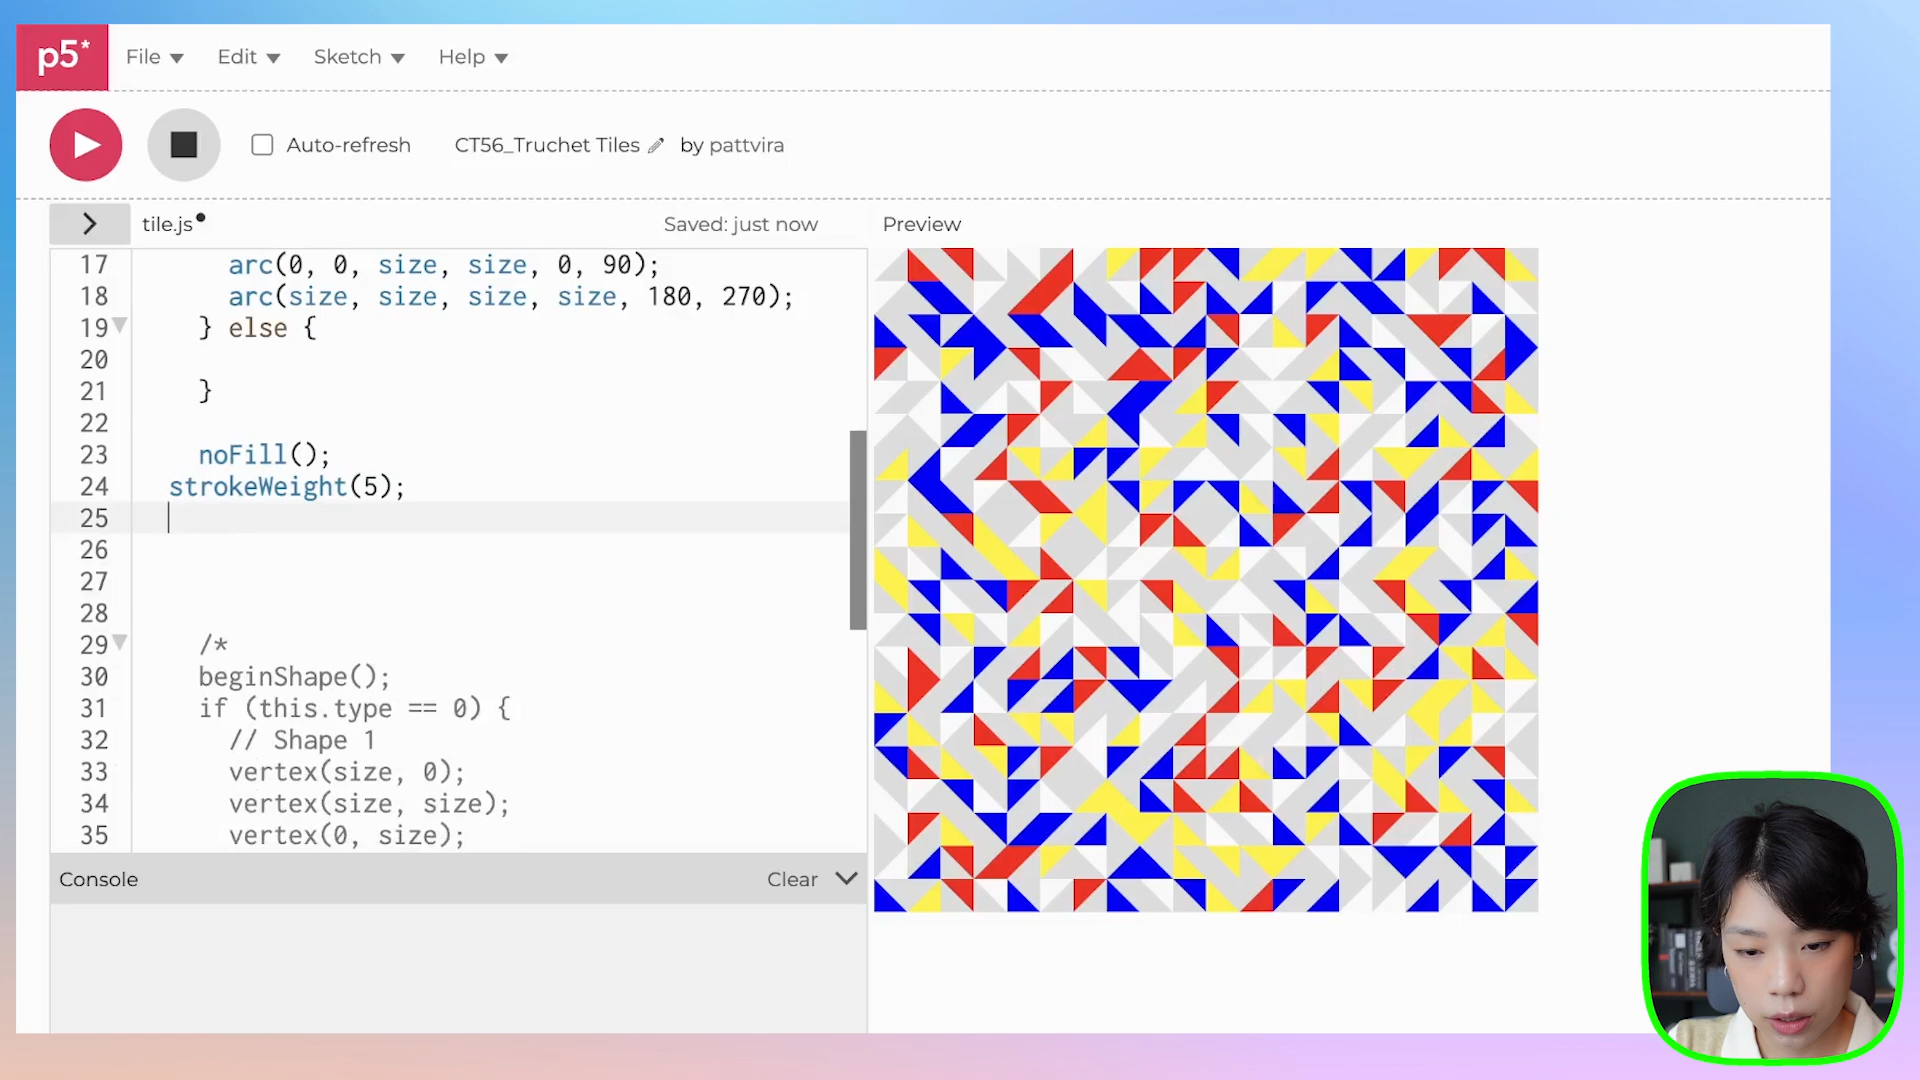 p5* File Edit Sketch Help
Auto-refresh CT56_Truchet Tiles by pattvira
> tile.js Saved: just now Preview
17 arc(0, 0, size, size, 0, 90);
18 arc(size, size, size, size, 180, 270);
19 } else {
20
21 }
22
23 noFill();
24 strokeWeight(5);
25
26
27
28
29 /*
30 beginShape();
31 if (this.type == 0) {
32 // Shape 1
33 vertex(size, 0);
34 vertex(size, size);
35 vertex(0, size);
Console Clear